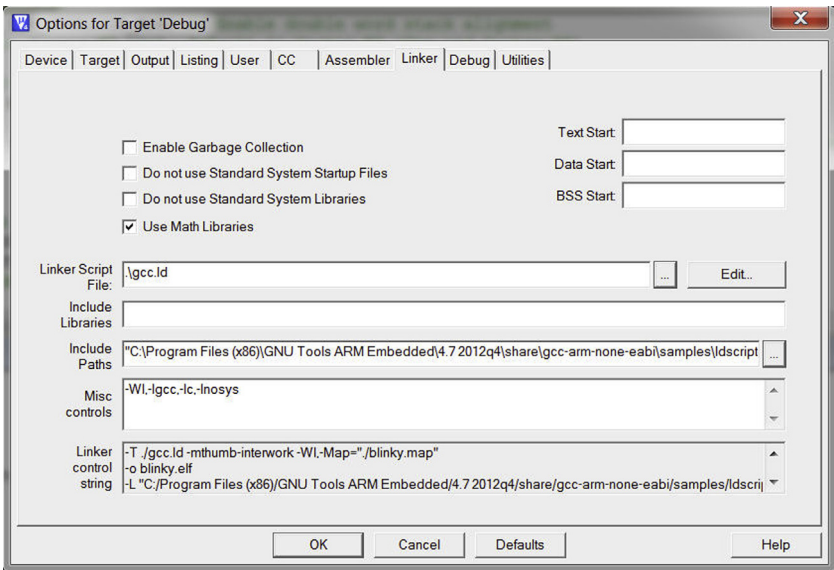 Options for Target 'Debug'
Device Target Output Listing User CC Assembler Linker Debug Utilities
Enable Garbage Collection
Do not use Standard System Startup Files
Do not use Standard System Libraries
Use Math Libraries
Text Start:
Data Start:
BSS Start:
Linker Script
File:
.\gcc.ld
...
Edit...
Include
Libraries
Include
Paths
"C:\Program Files (x86)\GNU Tools ARM Embedded\4.7 2012q4\share\gcc-arm-none-eabi\samples\ldscript
...
Misc
controls
-Wl,-lgcc,-lc,-lnosys
Linker
control
string
-T ./gcc.ld -mthumb-interwork -Wl,-Map="./blinky.map"
-o blinky.elf
-L "C:/Program Files (x86)/GNU Tools ARM Embedded/4.7 2012q4/share/gcc-arm-none-eabi/samples/ldscrip
OK
Cancel
Defaults
Help